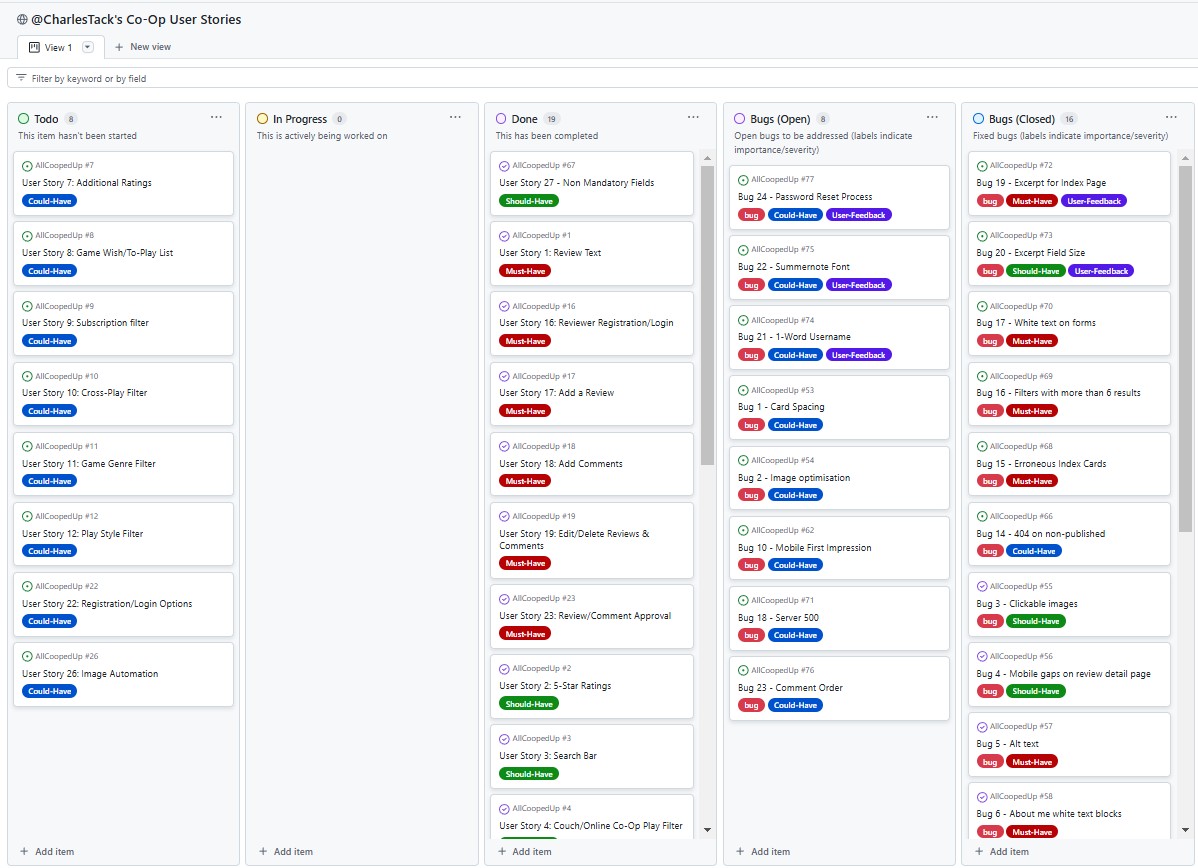 @CharlesTack's Co-Op User Stories
View 1
New view
Filter by keyword or by field
Todo 8
This item hasn't been started
AllCoopedUp #7
User Story 7: Additional Ratings
Could-Have
AllCoopedUp #8
User Story 8: Game Wish/To-Play List
Could-Have
AllCoopedUp #9
User Story 9: Subscription filter
Could-Have
AllCoopedUp #10
User Story 10: Cross-Play Filter
Could-Have
AllCoopedUp #11
User Story 11: Game Genre Filter
Could-Have
AllCoopedUp #12
User Story 12: Play Style Filter
Could-Have
AllCoopedUp #22
User Story 22: Registration/Login Options
Could-Have
AllCoopedUp #26
User Story 26: Image Automation
Could-Have
Add item
In Progress 0
This is actively being worked on
Add item
Done 19
This has been completed
AllCoopedUp #67
User Story 27 - Non Mandatory Fields
Should-Have
AllCoopedUp #1
User Story 1: Review Text
Must-Have
AllCoopedUp #16
User Story 16: Reviewer Registration/Login
Must-Have
AllCoopedUp #17
User Story 17: Add a Review
Must-Have
AllCoopedUp #18
User Story 18: Add Comments
Must-Have
AllCoopedUp #19
User Story 19: Edit/Delete Reviews &
Comments
Must-Have
AllCoopedUp #23
User Story 23: Review/Comment Approval
Must-Have
AllCoopedUp #2
User Story 2: 5-Star Ratings
Should-Have
AllCoopedUp #3
User Story 3: Search Bar
Should-Have
AllCoopedUp #4
User Story 4: Couch/Online Co-Op Play Filter
Add item
Bugs (Open) 8
Open bugs to be addressed (labels indicate
importance/severity)
AllCoopedUp #77
Bug 24 - Password Reset Process
bug Could-Have User-Feedback
AllCoopedUp #75
Bug 22 - Summernote Font
bug Could-Have User-Feedback
AllCoopedUp #74
Bug 21 - 1-Word Username
bug Could-Have User-Feedback
AllCoopedUp #53
Bug 1 - Card Spacing
bug Could-Have
AllCoopedUp #54
Bug 2 - Image optimisation
bug Could-Have
AllCoopedUp #62
Bug 10 - Mobile First Impression
bug Could-Have
AllCoopedUp #71
Bug 18 - Server 500
bug Could-Have
AllCoopedUp #76
Bug 23 - Comment Order
bug Could-Have
Add item
Bugs (Closed) 16
Fixed bugs (labels indicate importance/severity)
AllCoopedUp #72
Bug 19 - Excerpt for Index Page
bug Must-Have User-Feedback
AllCoopedUp #73
Bug 20 - Excerpt Field Size
bug Should-Have User-Feedback
AllCoopedUp #70
Bug 17 - White text on forms
bug Must-Have
AllCoopedUp #69
Bug 16 - Filters with more than 6 results
bug Must-Have
AllCoopedUp #68
Bug 15 - Erroneous Index Cards
bug Must-Have
AllCoopedUp #66
Bug 14 - 404 on non-published
bug Could-Have
AllCoopedUp #55
Bug 3 - Clickable images
bug Should-Have
AllCoopedUp #56
Bug 4 - Mobile gaps on review detail page
bug Should-Have
AllCoopedUp #57
Bug 5 - Alt text
bug Must-Have
AllCoopedUp #58
Bug 6 - About me white text blocks
bug Must-Have
Add item